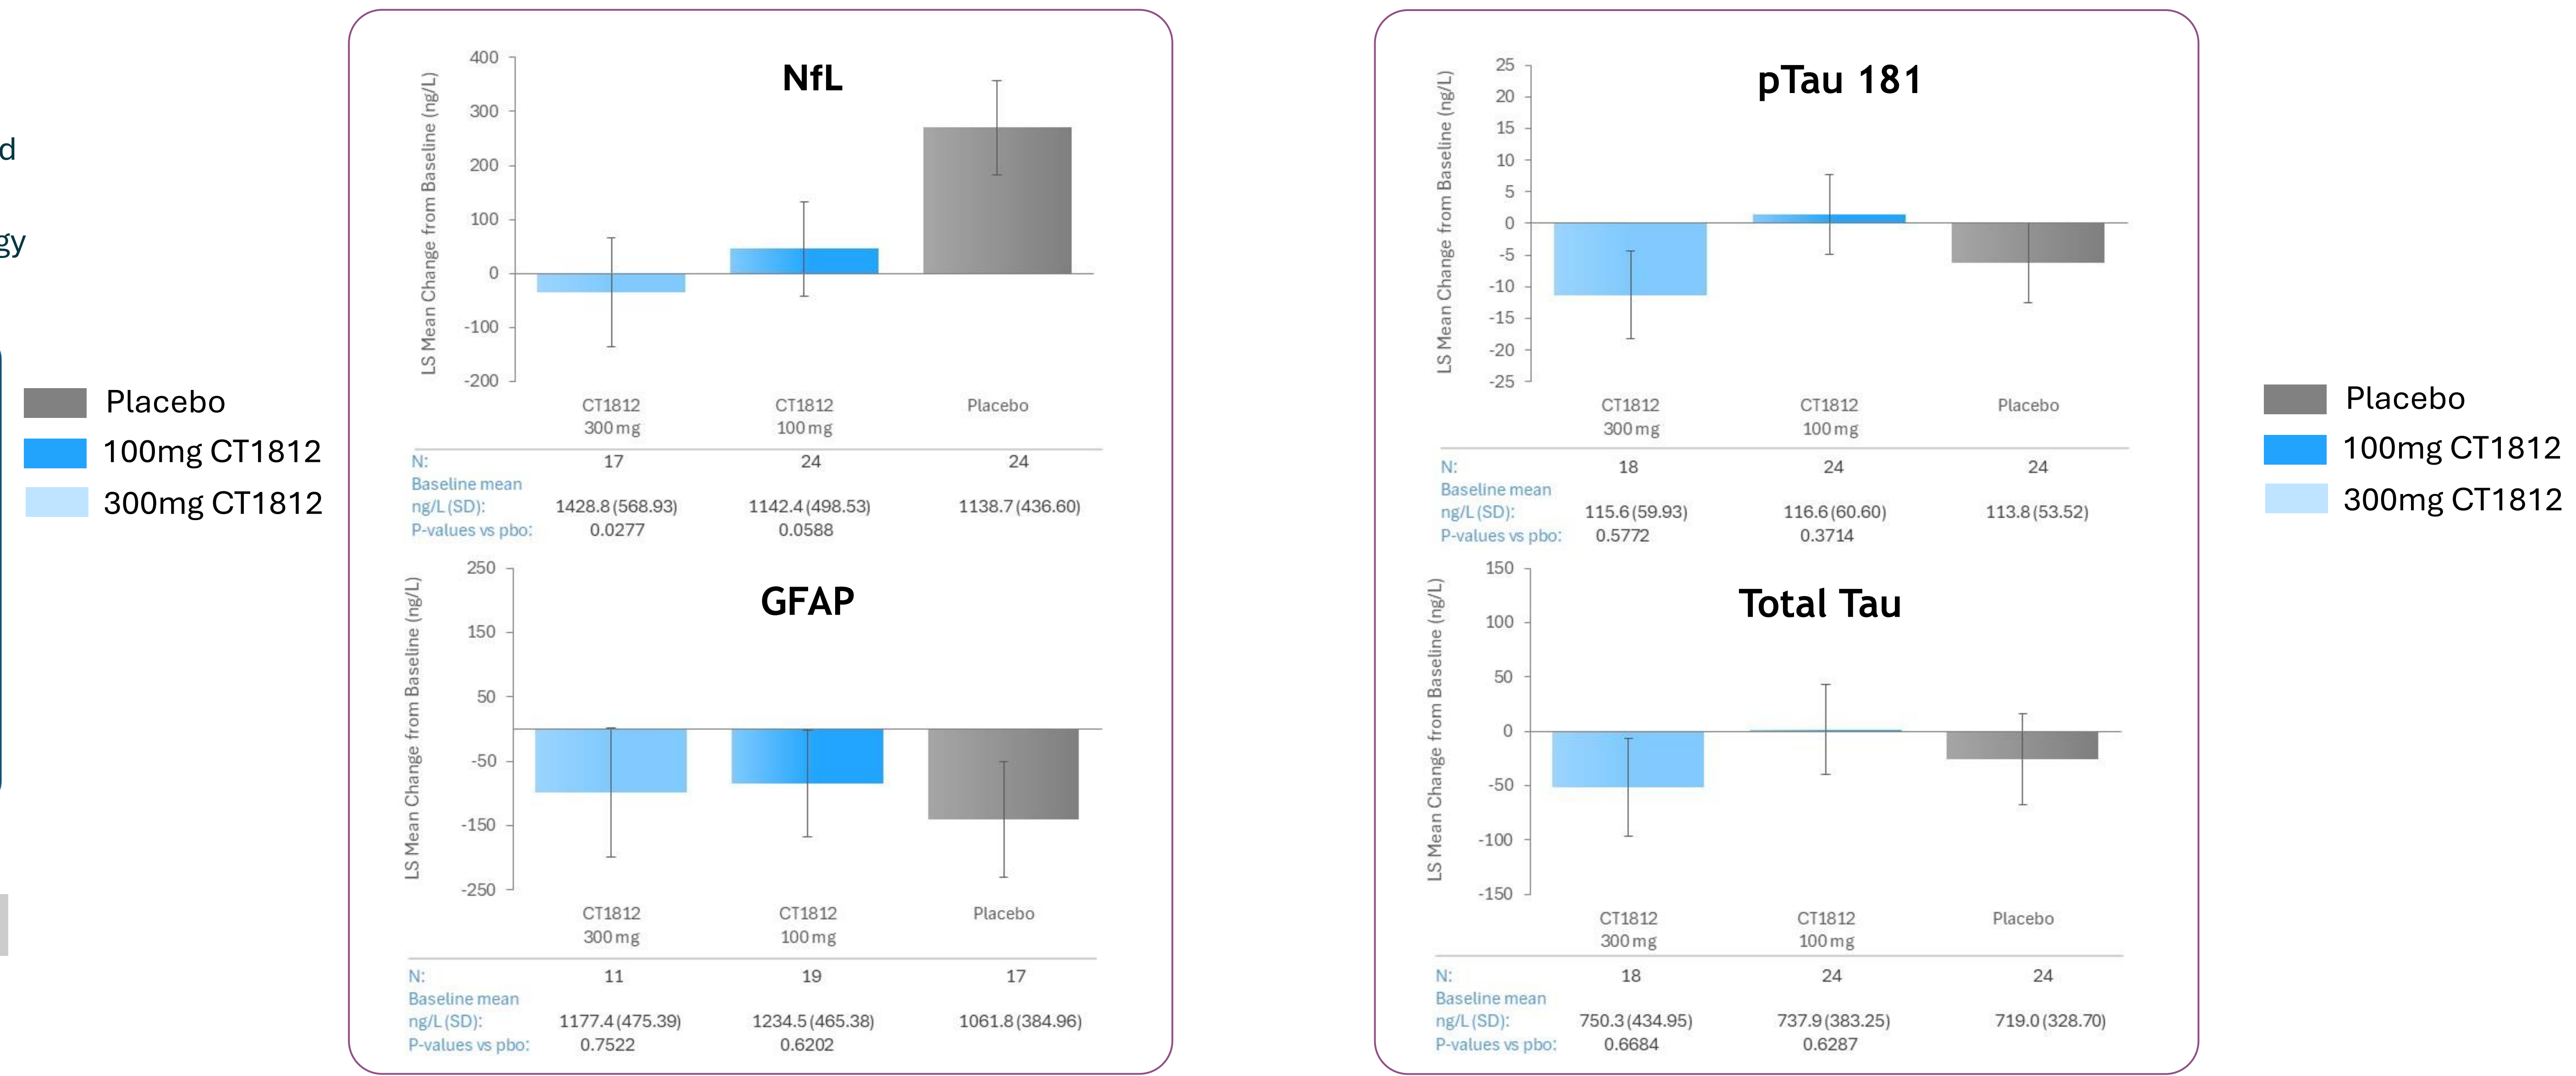 d
gy
Placebo
100mg CT1812
300mg CT1812
NfL
LS Mean Change from Baseline (ng/L)
400
300
200
100
0
-100
-200
CT1812 300 mg
CT1812 100 mg
Placebo
N: 17 24 24
Baseline mean
ng/L (SD): 1428.8 (568.93) 1142.4 (498.53) 1138.7 (436.60)
P-values vs pbo: 0.0277 0.0588
GFAP
LS Mean Change from Baseline (ng/L)
250
150
50
-50
-150
-250
CT1812 300 mg
CT1812 100 mg
Placebo
N: 11 19 17
Baseline mean
ng/L (SD): 1177.4 (475.39) 1234.5 (465.38) 1061.8 (384.96)
P-values vs pbo: 0.7522 0.6202
pTau 181
LS Mean Change from Baseline (ng/L)
25
20
15
10
5
0
-5
-10
-15
-20
-25
CT1812 300 mg
CT1812 100 mg
Placebo
N: 18 24 24
Baseline mean
ng/L (SD): 115.6 (59.93) 116.6 (60.60) 113.8 (53.52)
P-values vs pbo: 0.5772 0.3714
Total Tau
LS Mean Change from Baseline (ng/L)
150
100
50
0
-50
-100
-150
CT1812 300 mg
CT1812 100 mg
Placebo
N: 18 24 24
Baseline mean
ng/L (SD): 750.3 (434.95) 737.9 (383.25) 719.0 (328.70)
P-values vs pbo: 0.6684 0.6287
Placebo
100mg CT1812
300mg CT1812